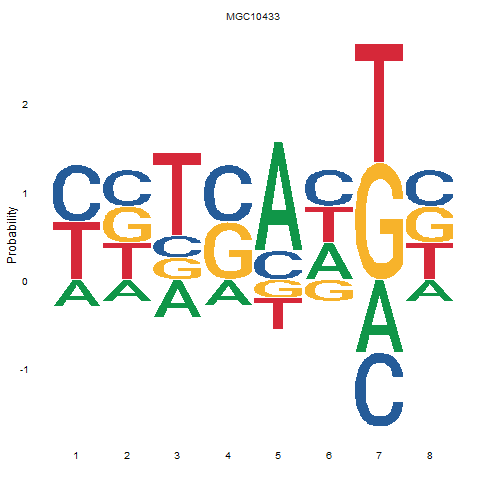 MGC10433
Probability
2
1
0
-1
C T A
C G T A
T C G A
C G A
A C G T
C T A G
T G A C
C G T A
1 2 3 4 5 6 7 8